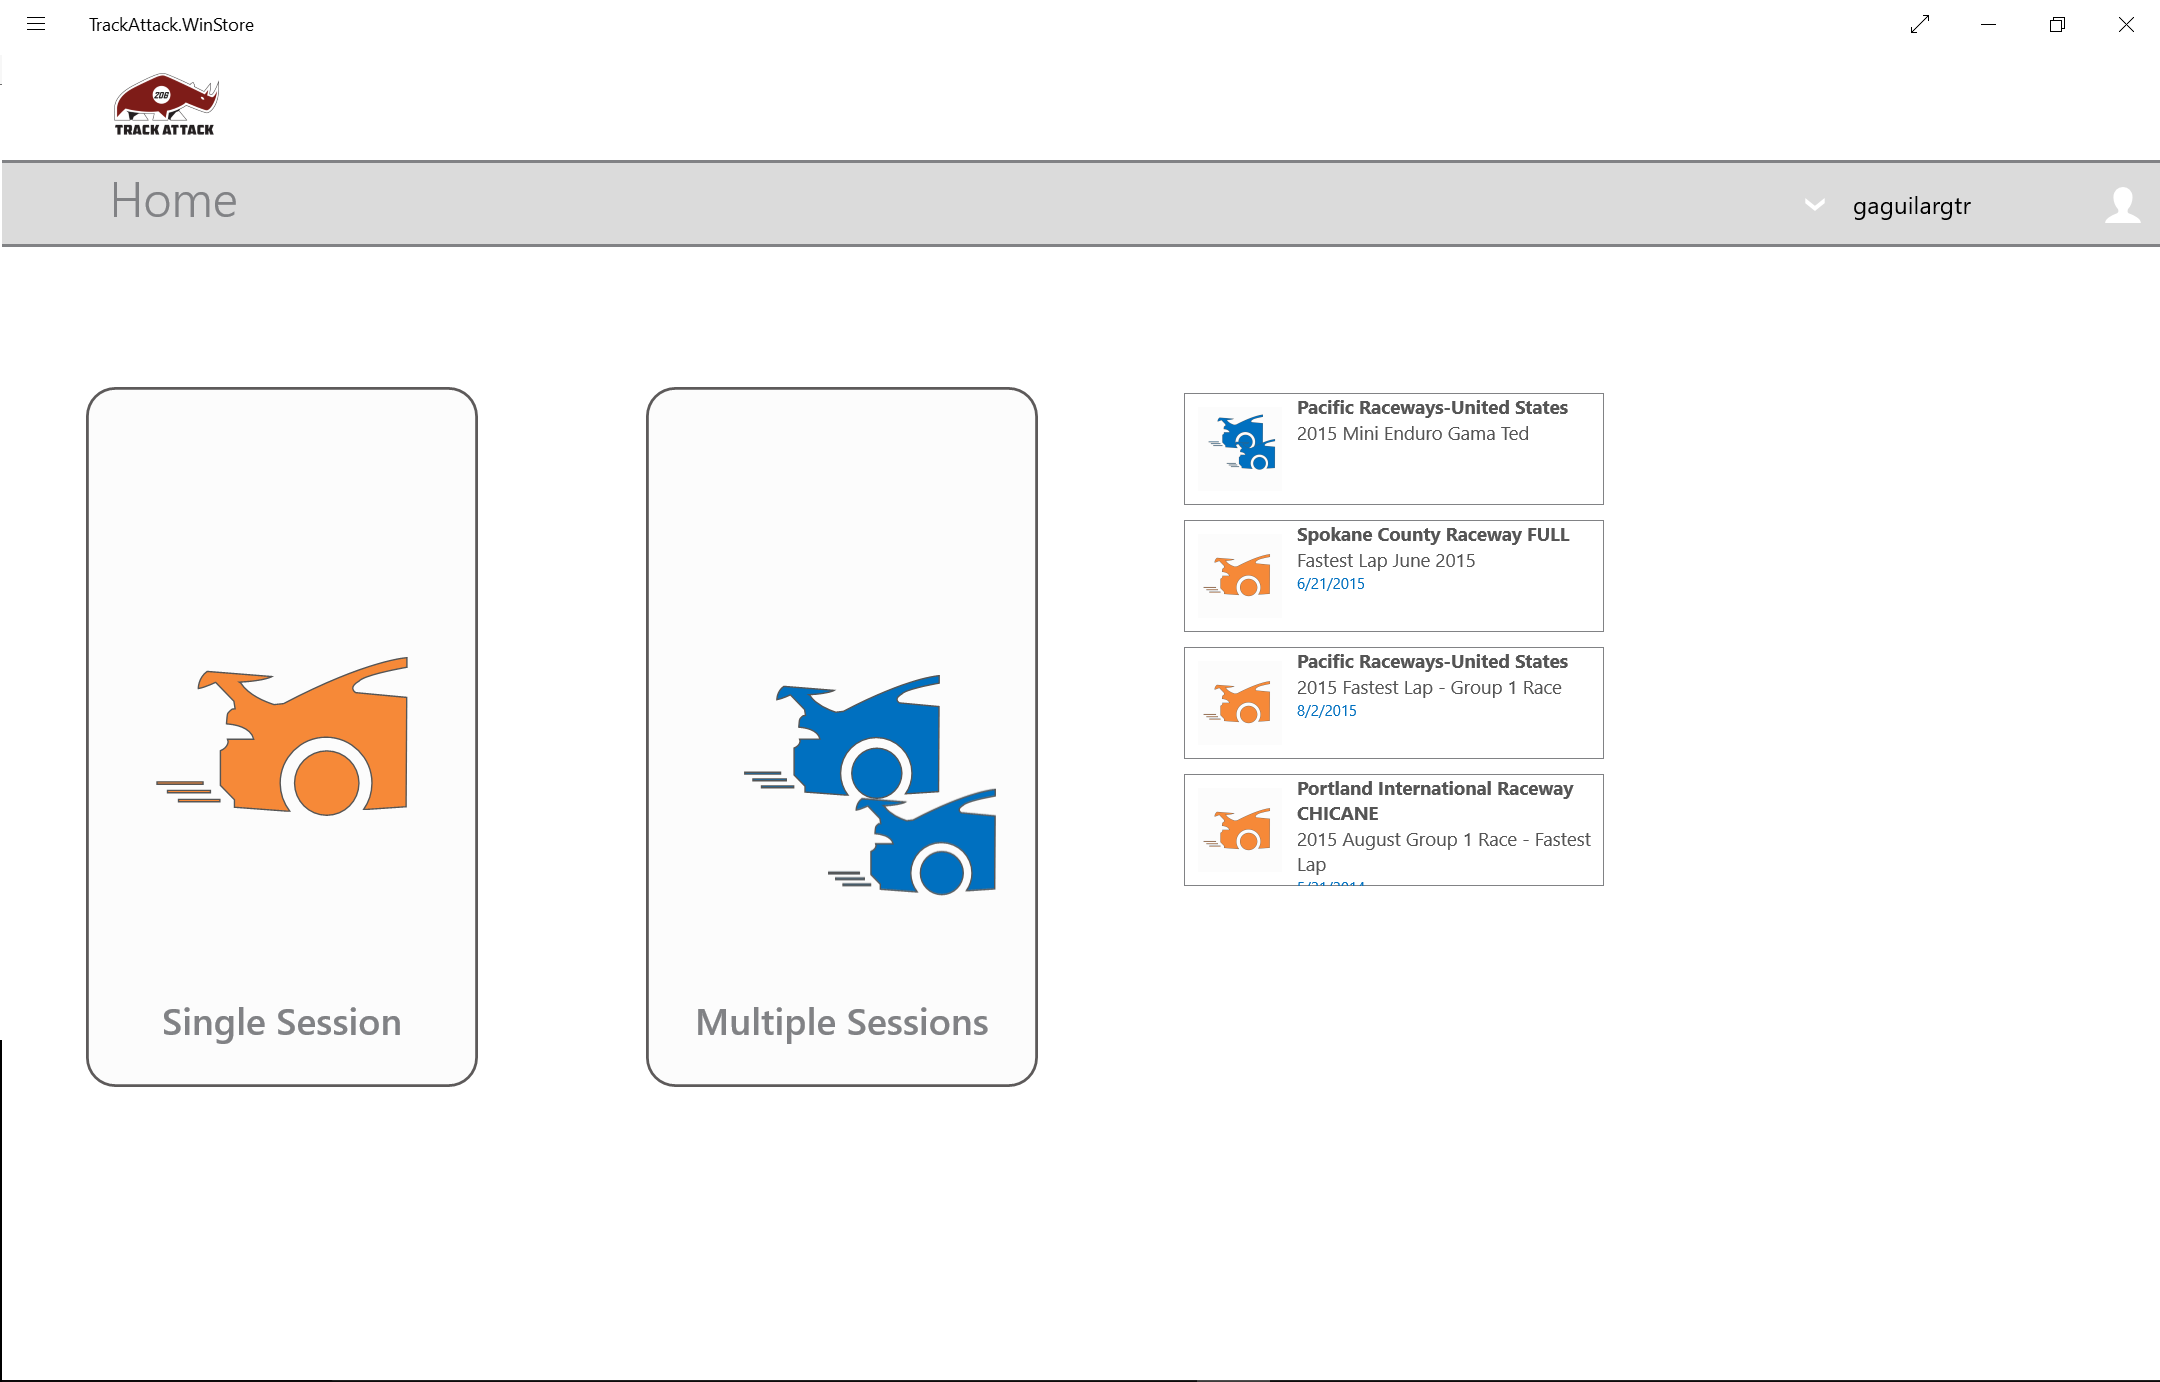 TrackAttack.WinStore
206
TRACK ATTACK
Home
gaguilargtr
Single Session
Multiple Sessions
Pacific Raceways-United States
2015 Mini Enduro Gama Ted
Spokane County Raceway FULL
Fastest Lap June 2015
6/21/2015
Pacific Raceways-United States
2015 Fastest Lap - Group 1 Race
8/2/2015
Portland International Raceway
CHICANE
2015 August Group 1 Race - Fastest
Lap